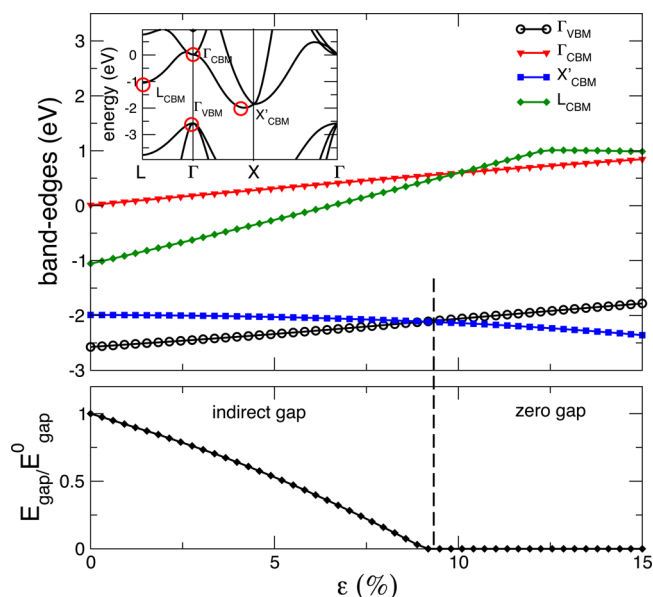 3
2
1
0
-1
-2
-3
band-edges (eV)
Γ_VBM
Γ_CBM
X'_CBM
L_CBM
energy (eV)
0
-1
-2
-3
Γ_CBM
L_CBM
Γ_VBM
X'_CBM
L Γ X Γ
E_gap/E^0_gap
1
0.5
0
indirect gap
zero gap
0 5 10 15
ε (%)